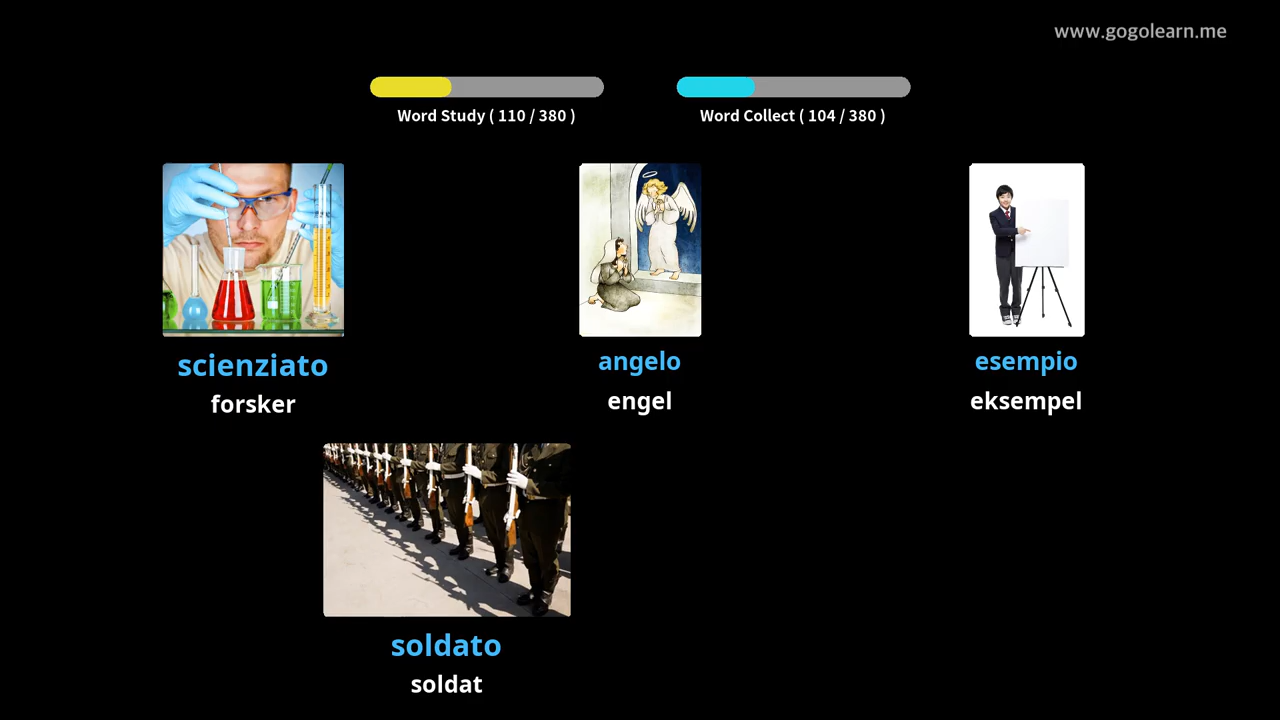 www.gogolearn.me
Word Study ( 110 / 380 )
Word Collect ( 104 / 380 )
scienziato
forsker
angelo
engel
esempio
eksempel
soldato
soldat